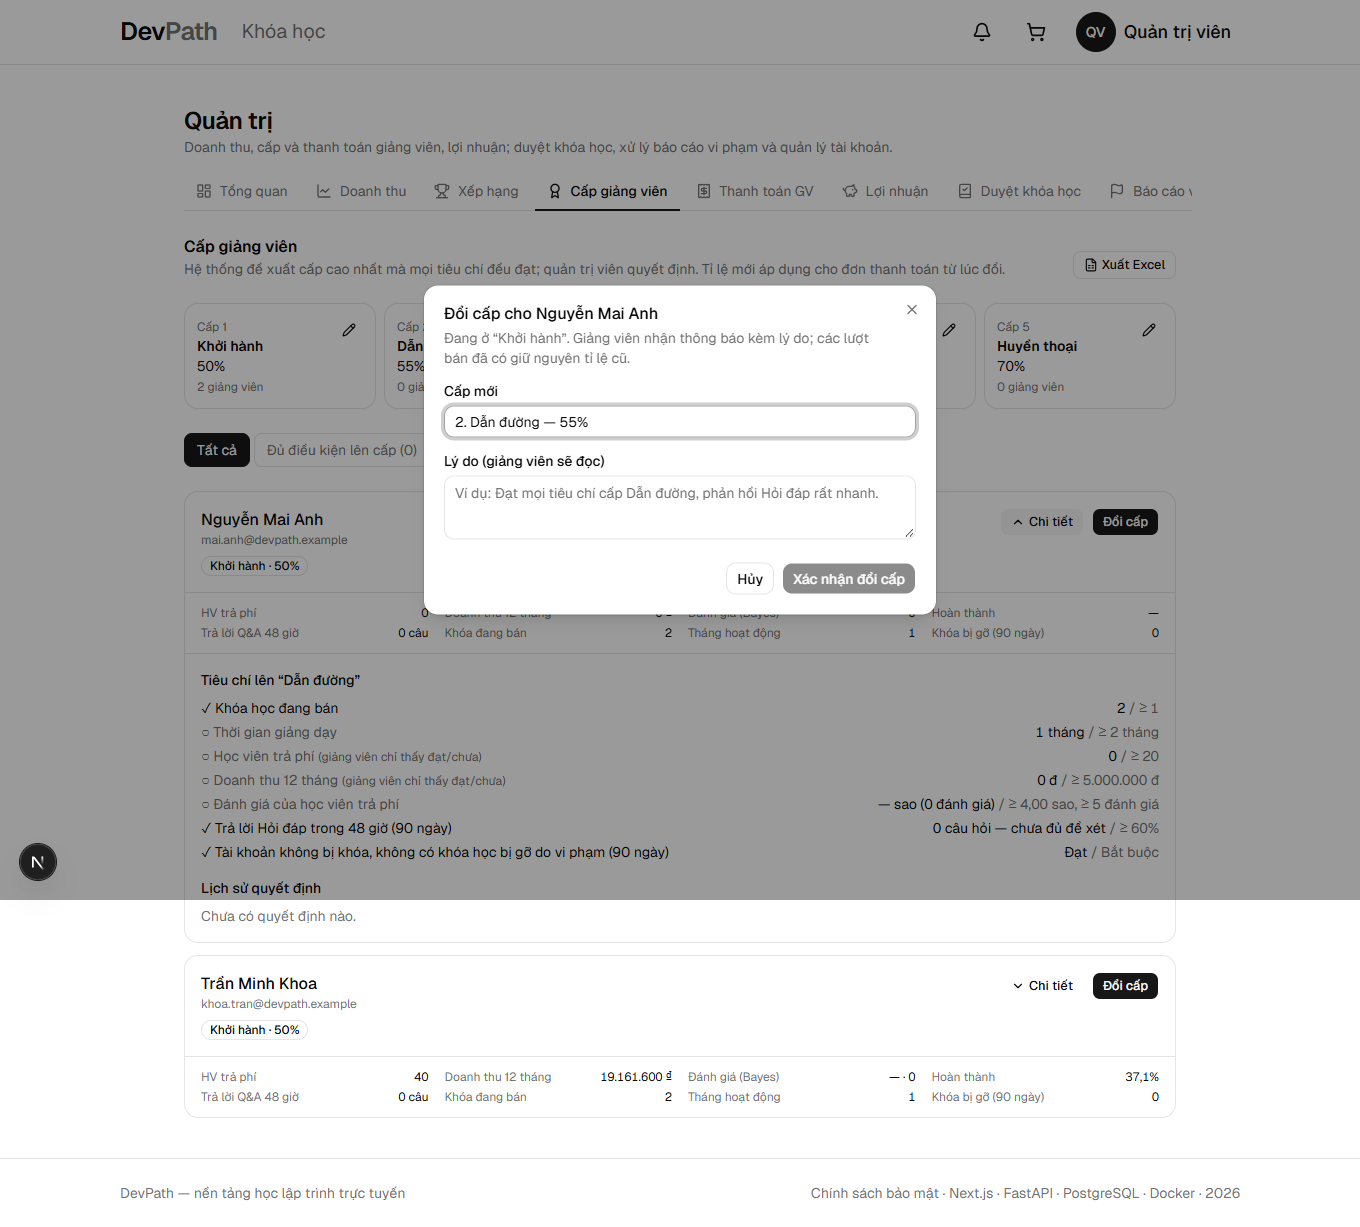 DevPath Khóa học QV Quản trị viên
Quản trị
Doanh thu, cấp và thanh toán giảng viên, lợi nhuận; duyệt khóa học, xử lý báo cáo vi phạm và quản lý tài khoản.
Tổng quan Doanh thu Xếp hạng Cấp giảng viên Thanh toán GV Lợi nhuận Duyệt khóa học Báo cáo
Cấp giảng viên
Hệ thống đề xuất cấp cao nhất mà mọi tiêu chí đều đạt; quản trị viên quyết định. Tỉ lệ mới áp dụng cho đơn thanh toán từ lúc đổi.
Xuất Excel
Cấp 1
Khởi hành
50%
2 giảng viên
Cấp
Dẫn
55%
0
Cấp 5
Huyền thoại
70%
0 giảng viên
Tất cả Đủ điều kiện lên cấp (0)
Đổi cấp cho Nguyễn Mai Anh
Đang ở “Khởi hành”. Giảng viên nhận thông báo kèm lý do; các lượt
bán đã có giữ nguyên tỉ lệ cũ.
Cấp mới
2. Dẫn đường — 55%
Lý do (giảng viên sẽ đọc)
Ví dụ: Đạt mọi tiêu chí cấp Dẫn đường, phản hồi Hỏi đáp rất nhanh.
Hủy Xác nhận đổi cấp
Nguyễn Mai Anh
mai.anh@devpath.example
Khởi hành · 50%
Chi tiết Đổi cấp
HV trả phí 0 Doanh thu 12 tháng Đánh giá (Bayes) Hoàn thành —
Trả lời Q&A 48 giờ 0 câu Khóa đang bán 2 Tháng hoạt động 1 Khóa bị gỡ (90 ngày) 0
Tiêu chí lên “Dẫn đường”
✓ Khóa học đang bán 2 / ≥ 1
○ Thời gian giảng dạy 1 tháng / ≥ 2 tháng
○ Học viên trả phí (giảng viên chỉ thấy đạt/chưa) 0 / ≥ 20
○ Doanh thu 12 tháng (giảng viên chỉ thấy đạt/chưa) 0 đ / ≥ 5.000.000 đ
○ Đánh giá của học viên trả phí — sao (0 đánh giá) / ≥ 4,00 sao, ≥ 5 đánh giá
✓ Trả lời Hỏi đáp trong 48 giờ (90 ngày) 0 câu hỏi — chưa đủ để xét / ≥ 60%
✓ Tài khoản không bị khóa, không có khóa học bị gỡ do vi phạm (90 ngày) Đạt / Bắt buộc
Lịch sử quyết định
Chưa có quyết định nào.
Trần Minh Khoa
khoa.tran@devpath.example
Khởi hành · 50%
Chi tiết Đổi cấp
HV trả phí 40 Doanh thu 12 tháng 19.161.600 ₫ Đánh giá (Bayes) — · 0 Hoàn thành 37,1%
Trả lời Q&A 48 giờ 0 câu Khóa đang bán 2 Tháng hoạt động 1 Khóa bị gỡ (90 ngày) 0
DevPath — nền tảng học lập trình trực tuyến Chính sách bảo mật · Next.js · FastAPI · PostgreSQL · Docker · 2026